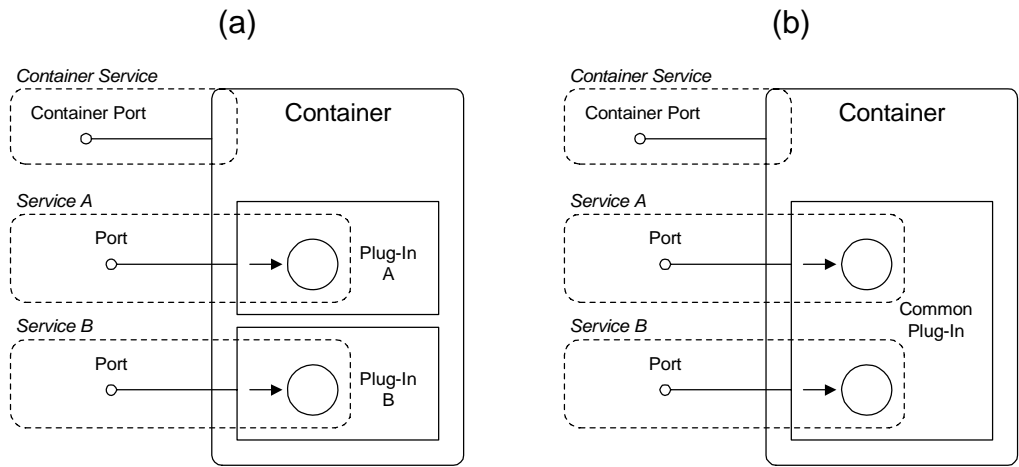 (a)
Container Service
Container Port
Container
Service A
Port
Plug-In
A
Service B
Port
Plug-In
B
(b)
Container Service
Container Port
Container
Service A
Port
Common
Plug-In
Service B
Port